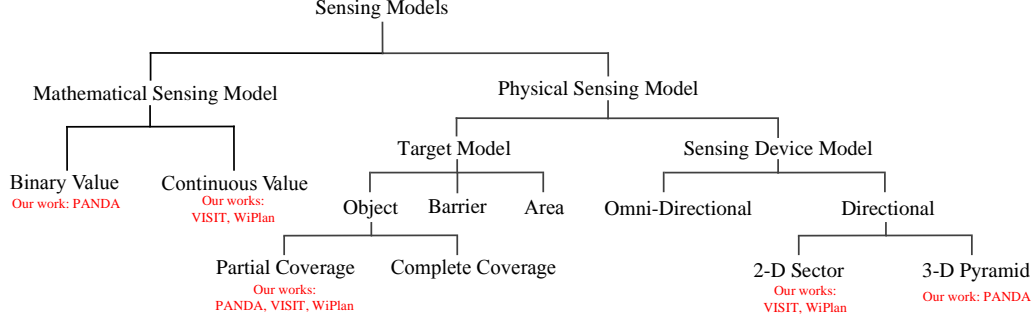 Sensing Models
Mathematical Sensing Model
Physical Sensing Model
Target Model
Sensing Device Model
Binary Value
Our work: PANDA
Continuous Value
Our works:
VISIT, WiPlan
Object
Barrier
Area
Omni-Directional
Directional
Partial Coverage
Our works:
PANDA, VISIT, WiPlan
Complete Coverage
2-D Sector
Our works:
VISIT, WiPlan
3-D Pyramid
Our work: PANDA